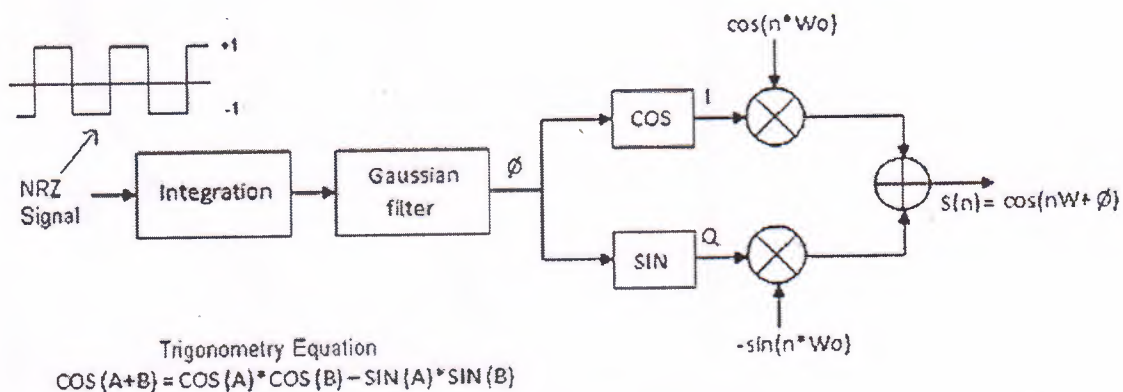 cos(n*Wo)
+1
-1
NRZ
Signal
Integration
Gaussian
filter
Ø
COS
I
SIN
Q
S(n)= cos(nW+Ø)
-sin(n*Wo)
Trigonometry Equation
COS(A+B)=COS(A)*COS(B)-SIN(A)*SIN(B)